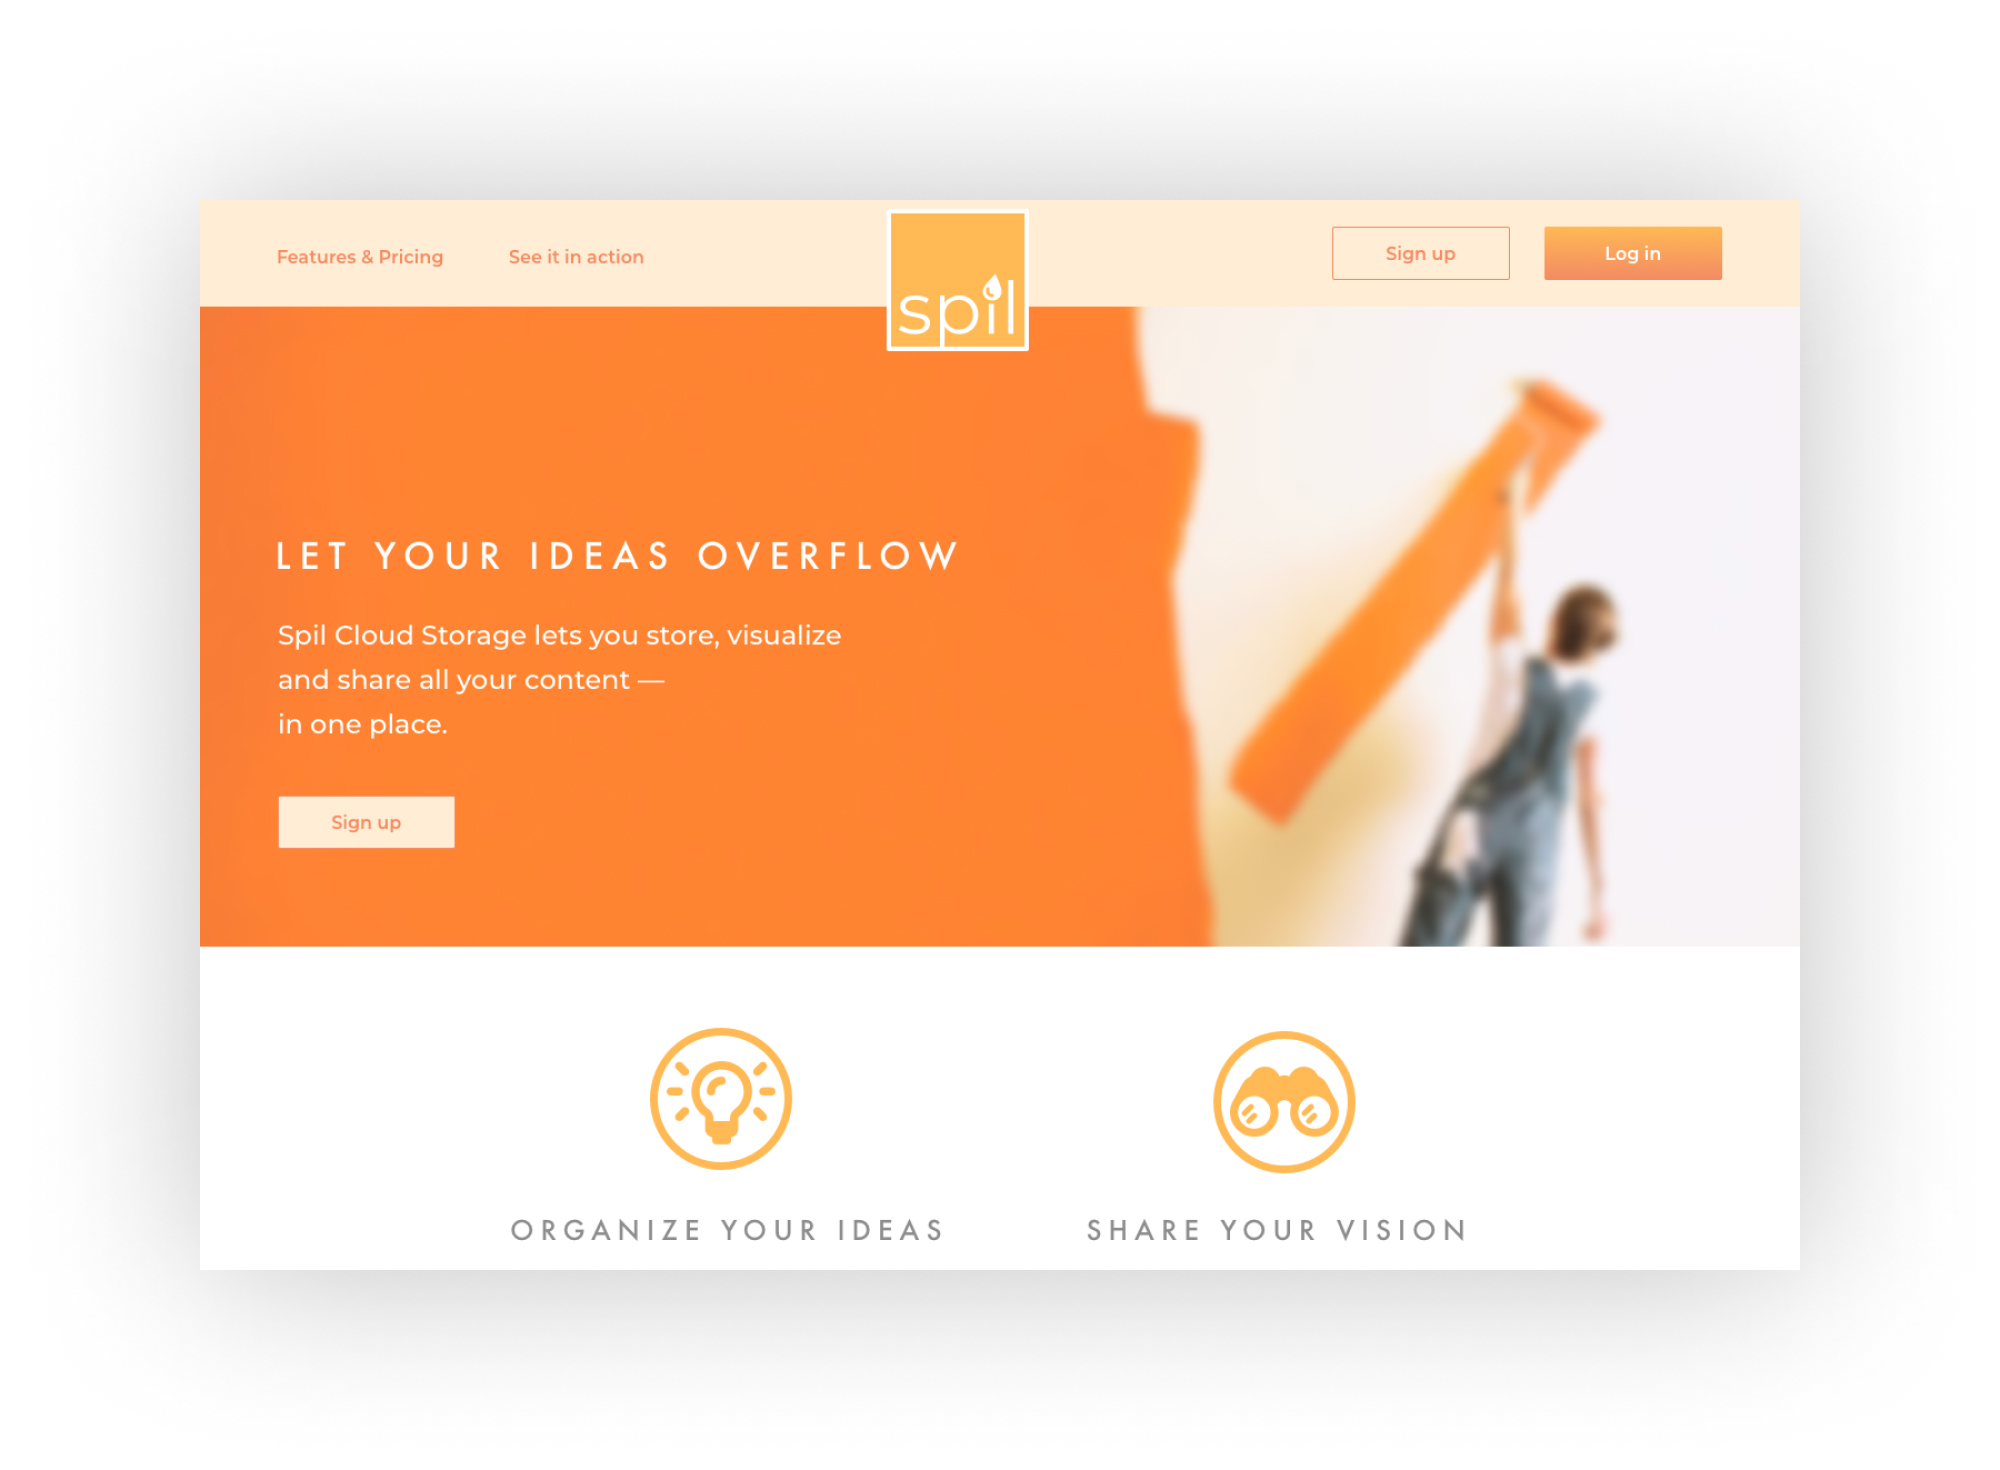 Features & Pricing
See it in action
spil
Sign up
Log in
LET YOUR IDEAS OVERFLOW
Spil Cloud Storage lets you store, visualize
and share all your content —
in one place.
Sign up
ORGANIZE YOUR IDEAS
SHARE YOUR VISION